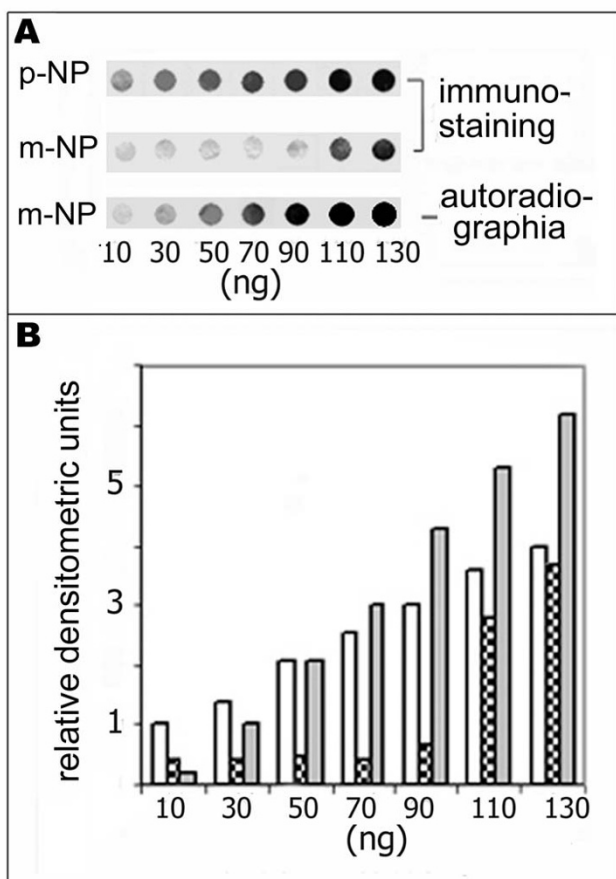 A
p-NP
immuno-
staining
m-NP
m-NP
autoradio-
graphia
10 30 50 70 90 110 130
(ng)
B
relative densitometric units
5
3
1
10 30 50 70 90 110 130
(ng)